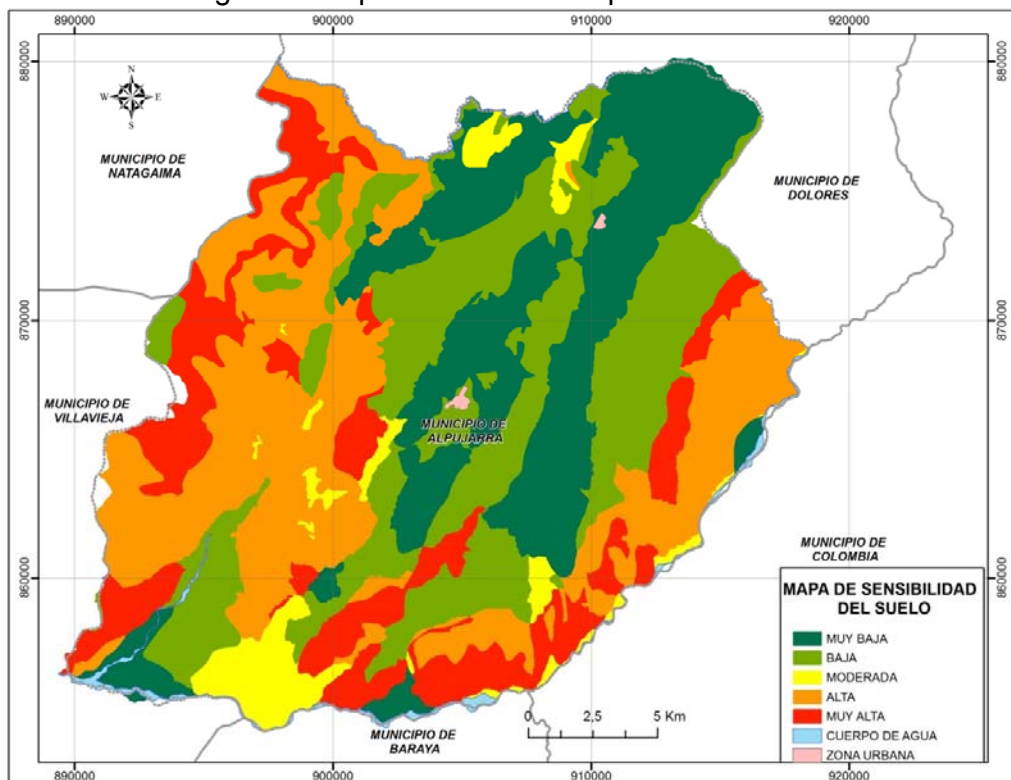 890000
900000
910000
920000
880000
880000
N
W
E
S
MUNICIPIO DE
NATAGAIMA
MUNICIPIO DE
DOLORES
870000
870000
MUNICIPIO DE
VILLAVIEJA
MUNICIPIO DE
ALPUJARRA
MUNICIPIO DE
COLOMBIA
860000
860000
MAPA DE SENSIBILIDAD
DEL SUELO
MUY BAJA
BAJA
MODERADA
ALTA
MUY ALTA
CUERPO DE AGUA
ZONA URBANA
0 2,5 5 Km
MUNICIPIO DE
BARAYA
890000
900000
910000
920000